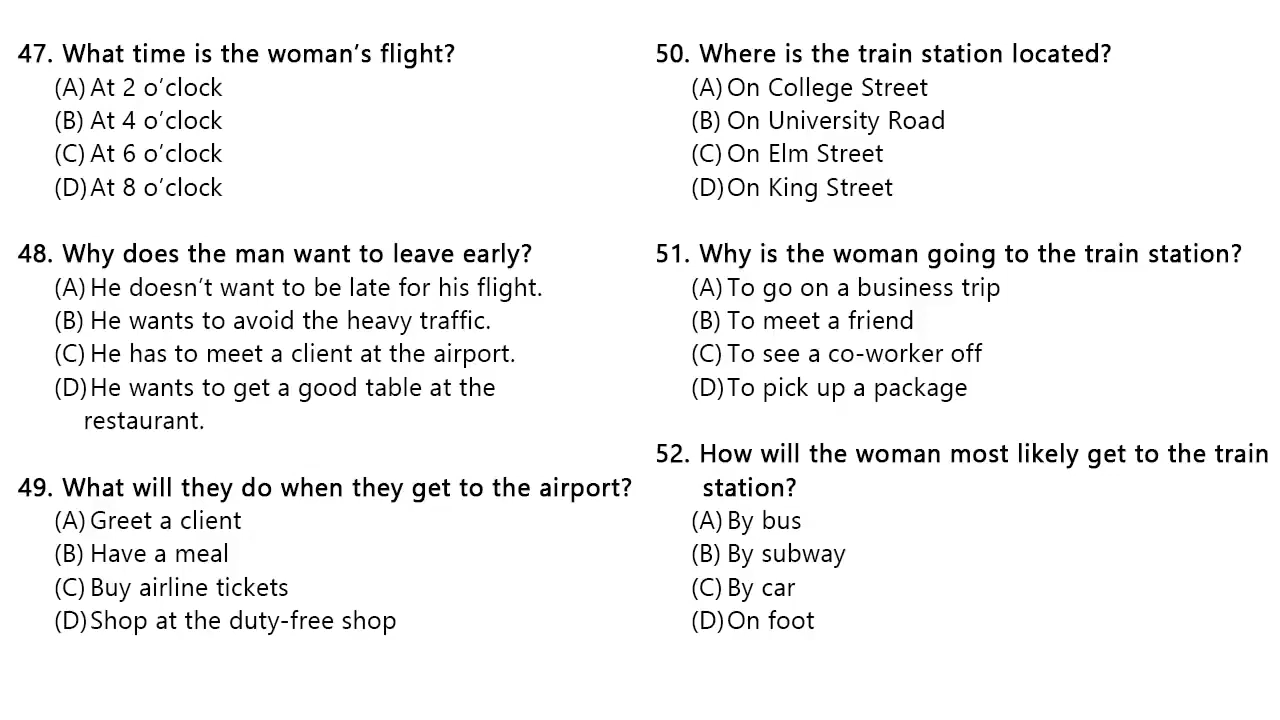 47. What time is the woman’s flight?
(A) At 2 o’clock
(B) At 4 o’clock
(C) At 6 o’clock
(D) At 8 o’clock
48. Why does the man want to leave early?
(A) He doesn’t want to be late for his flight.
(B) He wants to avoid the heavy traffic.
(C) He has to meet a client at the airport.
(D) He wants to get a good table at the
restaurant.
49. What will they do when they get to the airport?
(A) Greet a client
(B) Have a meal
(C) Buy airline tickets
(D) Shop at the duty-free shop
50. Where is the train station located?
(A) On College Street
(B) On University Road
(C) On Elm Street
(D) On King Street
51. Why is the woman going to the train station?
(A) To go on a business trip
(B) To meet a friend
(C) To see a co-worker off
(D) To pick up a package
52. How will the woman most likely get to the train
station?
(A) By bus
(B) By subway
(C) By car
(D) On foot